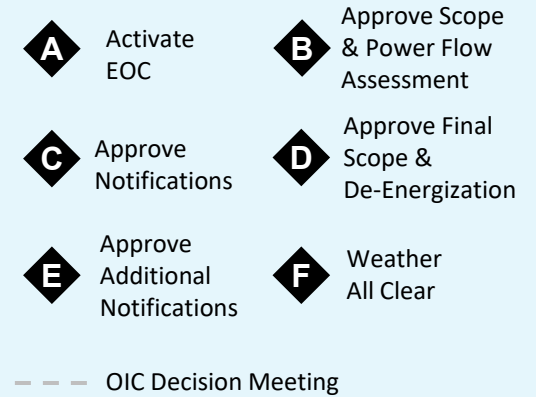 A
Activate
EOC
B
Approve Scope
& Power Flow
Assessment
C
Approve
Notifications
D
Approve Final
Scope &
De-Energization
E
Approve
Additional
Notifications
F
Weather
All Clear
OIC Decision Meeting